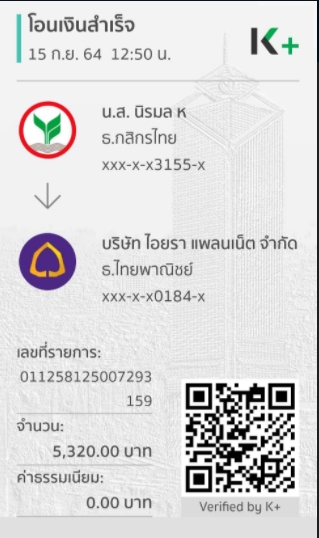 โอนเงินสำเร็จ
15 ก.ย. 64 12:50 น.
K+
น.ส. นิรมล ห
ธ.กสิกรไทย
xxx-x-x3155-x
บริษัท ไอยรา แพลนเน็ต จำกัด
ธ.ไทยพาณิชย์
xxx-x-x0184-x
เลขที่รายการ:
011258125007293
159
จำนวน:
5,320.00 บาท
ค่าธรรมเนียม:
0.00 บาท
Verified by K+